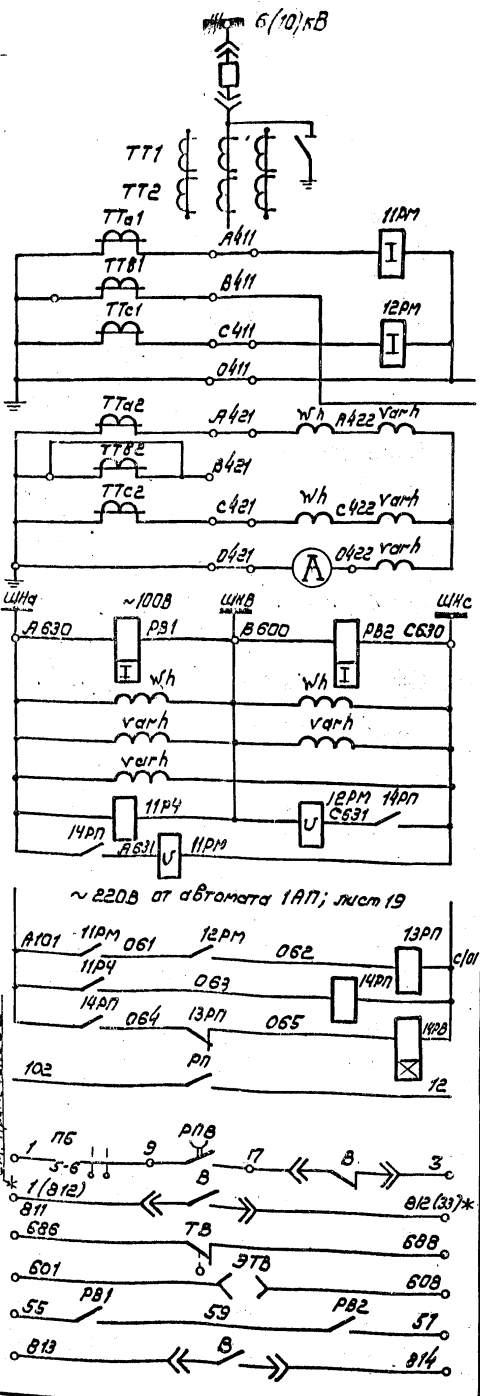 6(10)кВ
ТТ1
ТТ2
ТТа1 А411 11РМ
I
ТТВ1 В411
12РМ
ТТс1 С411 I
0411
ТТа2 А421 Wh А422 varh
ТТВ2 В421
ТТс2 С421 Wh С422 varh
0421 А 0422 varh
ШНа ~100В ШНВ ШНс
А630 РВ1 В600 РВ2 С630
I I
Wh Wh
varh varh
varh
11РЧ 12РМ 14РП
U С631
14РП А631 U 11РМ
~220В от автомата 1АП; лист 19
А101 11РМ 061 12РМ 062 13РП С101
11РЧ 063 14РП
14РП 064 13РП 065 14РВ
102 РП 12
1 ПБ 9 РПВ 17 В 3
5-6
* 1(812) В 812(33)*
811
686 ТВ 688
601 ЭТВ 608
55 РВ1 59 РВ2 57
813 В 814